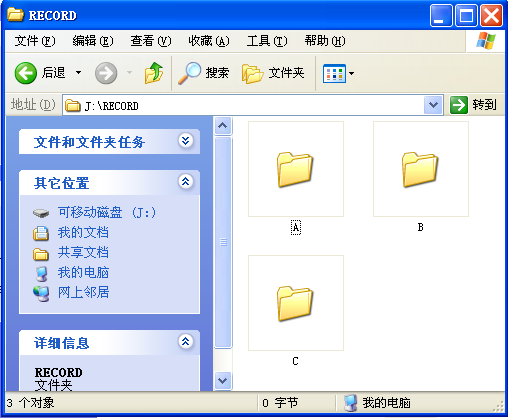 RECORD
文件(F) 编辑(E) 查看(V) 收藏(A) 工具(T) 帮助(H)
后退 搜索 文件夹
地址(D) J:\RECORD 转到
文件和文件夹任务
其它位置
可移动磁盘 (J:)
我的文档
共享文档
我的电脑
网上邻居
详细信息
RECORD
文件夹
A
B
C
3 个对象 0 字节 我的电脑